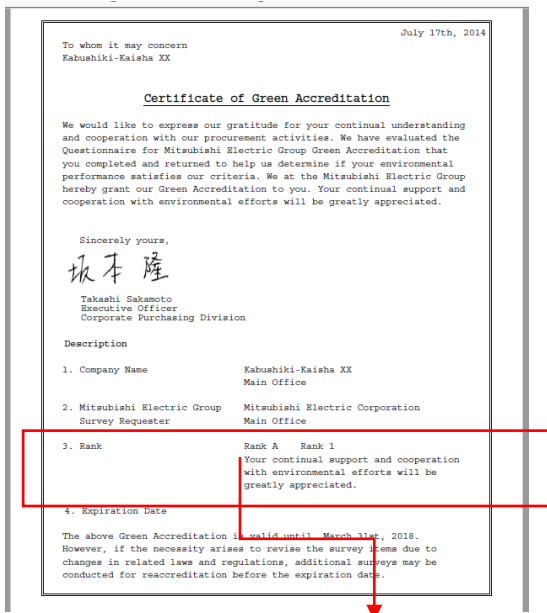 July 17th, 2014
To whom it may concern
Kabushiki-Kaisha XX
Certificate of Green Accreditation
We would like to express our gratitude for your continual understanding
and cooperation with our procurement activities. We have evaluated the
Questionnaire for Mitsubishi Electric Group Green Accreditation that
you completed and returned to help us determine if your environmental
performance satisfies our criteria. We at the Mitsubishi Electric Group
hereby grant our Green Accreditation to you. Your continual support and
cooperation with environmental efforts will be greatly appreciated.
Sincerely yours,
坂本 隆
Takashi Sakamoto
Executive Officer
Corporate Purchasing Division
Description
1. Company Name Kabushiki-Kaisha XX
Main Office
2. Mitsubishi Electric Group Mitsubishi Electric Corporation
Survey Requester Main Office
3. Rank Rank A Rank 1
Your continual support and cooperation
with environmental efforts will be
greatly appreciated.
4. Expiration Date
The above Green Accreditation is valid until March 31st, 2018.
However, if the necessity arises to revise the survey items due to
changes in related laws and regulations, additional surveys may be
conducted for reaccreditation before the expiration date.